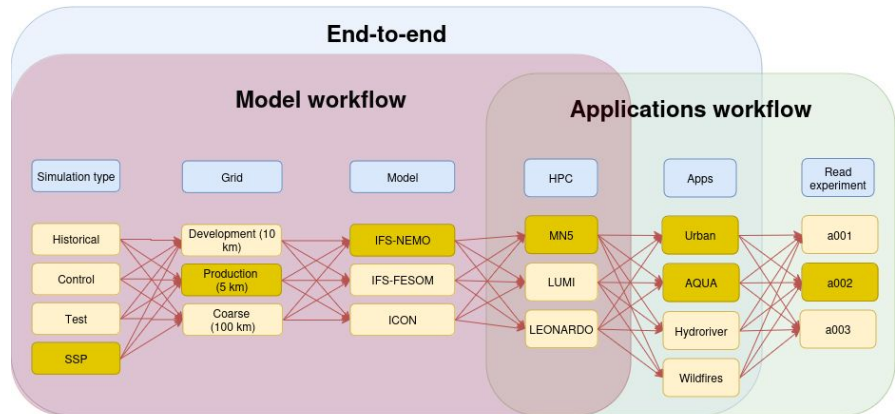 End-to-end
Model workflow
Applications workflow
Simulation type
Grid
Model
HPC
Apps
Read
experiment
Historical
Control
Test
SSP
Development (10
km)
Production
(5 km)
Coarse
(100 km)
IFS-NEMO
IFS-FESOM
ICON
MN5
LUMI
LEONARDO
Urban
AQUA
Hydroriver
Wildfires
a001
a002
a003